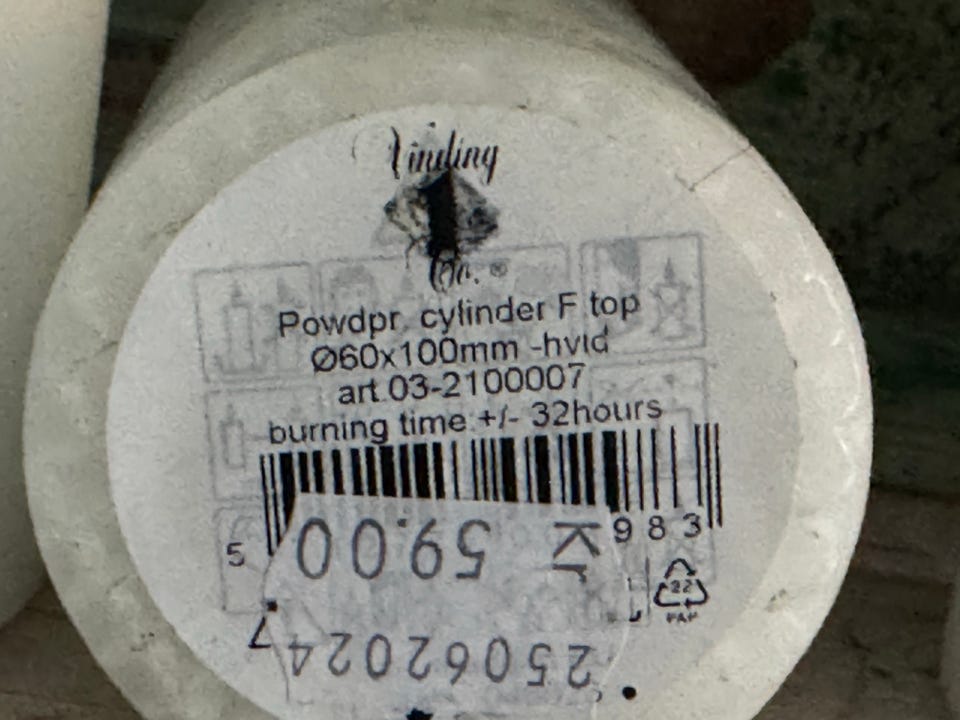 Vinding
Co. ®
Powdpr. cylinder F top
Ø60x100mm -hvid
art.03-2100007
burning time:+/- 32hours
5 983
Kr 59.00
22
PAP
25062024